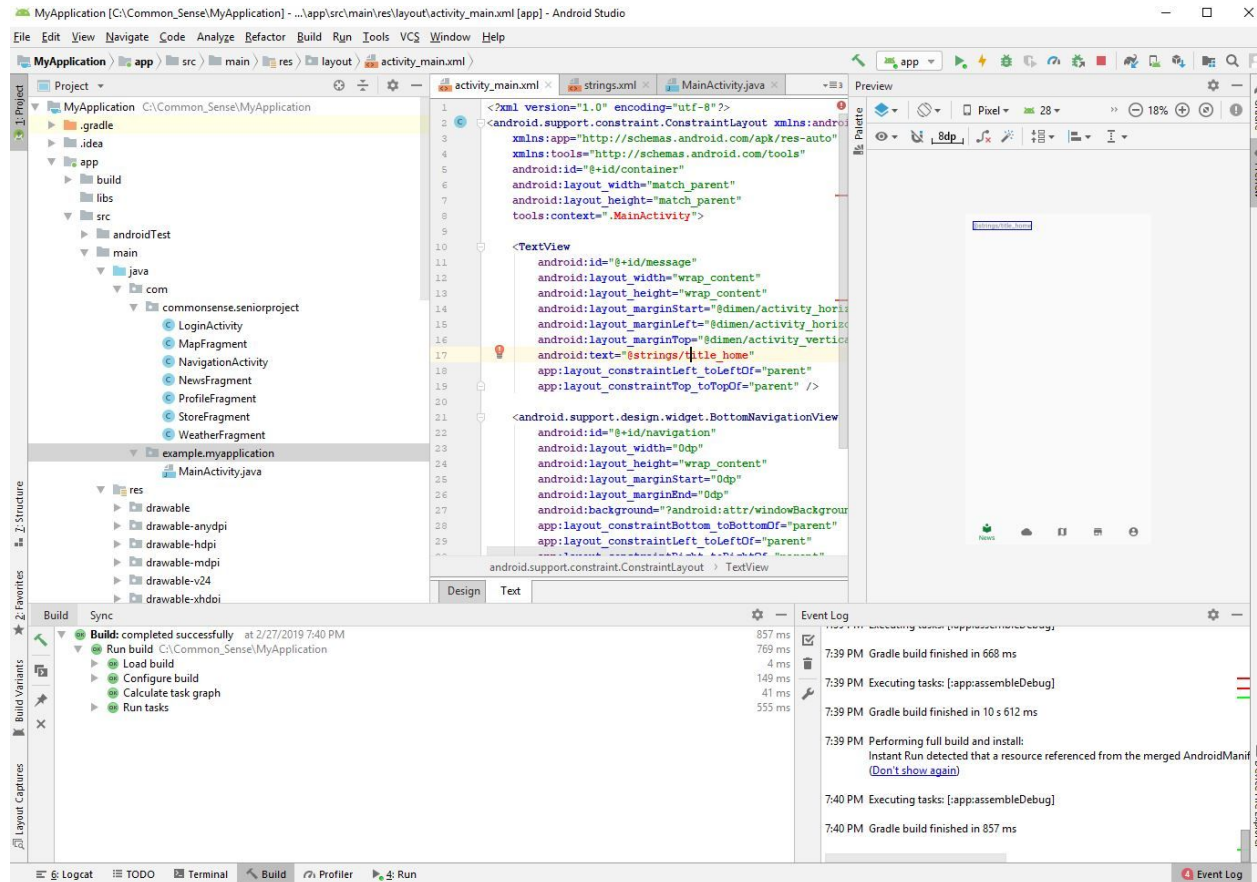 MyApplication [C:\Common_Sense\MyApplication] - ...\app\src\main\res\layout\activity_main.xml [app] - Android Studio
File Edit View Navigate Code Analyze Refactor Build Run Tools VCS Window Help
MyApplication app src main res layout activity_main.xml
app
1: Project
Project
MyApplication C:\Common_Sense\MyApplication
.gradle
.idea
app
build
libs
src
androidTest
main
java
com
commonsense.seniorproject
LoginActivity
MapFragment
NavigationActivity
NewsFragment
ProfileFragment
StoreFragment
WeatherFragment
example.myapplication
MainActivity.java
res
drawable
drawable-anydpi
drawable-hdpi
drawable-mdpi
drawable-v24
drawable-xhdpi
activity_main.xml strings.xml MainActivity.java
1 <?xml version="1.0" encoding="utf-8"?>
2 <android.support.constraint.ConstraintLayout xmlns:androi
3 xmlns:app="http://schemas.android.com/apk/res-auto"
4 xmlns:tools="http://schemas.android.com/tools"
5 android:id="@+id/container"
6 android:layout_width="match_parent"
7 android:layout_height="match_parent"
8 tools:context=".MainActivity">
9
10 <TextView
11 android:id="@+id/message"
12 android:layout_width="wrap_content"
13 android:layout_height="wrap_content"
14 android:layout_marginStart="@dimen/activity_horiz
15 android:layout_marginLeft="@dimen/activity_horizo
16 android:layout_marginTop="@dimen/activity_vertica
17 android:text="@strings/title_home"
18 app:layout_constraintLeft_toLeftOf="parent"
19 app:layout_constraintTop_toTopOf="parent" />
20
21 <android.support.design.widget.BottomNavigationView
22 android:id="@+id/navigation"
23 android:layout_width="0dp"
24 android:layout_height="wrap_content"
25 android:layout_marginStart="0dp"
26 android:layout_marginEnd="0dp"
27 android:background="?android:attr/windowBackgroun
28 app:layout_constraintBottom_toBottomOf="parent"
29 app:layout_constraintLeft_toLeftOf="parent"
android.support.constraint.ConstraintLayout TextView
Design Text
Preview
Palette
Pixel 28 18%
8dp
@strings/title_home
News
Z: Structure
2: Favorites
Build Variants
Layout Captures
Build Sync
Build: completed successfully at 2/27/2019 7:40 PM 857 ms
Run build C:\Common_Sense\MyApplication 769 ms
Load build 4 ms
Configure build 149 ms
Calculate task graph 41 ms
Run tasks 555 ms
Event Log
7:39 PM Executing tasks: [:app:assembleDebug]
7:39 PM Gradle build finished in 668 ms
7:39 PM Executing tasks: [:app:assembleDebug]
7:39 PM Gradle build finished in 10 s 612 ms
7:39 PM Performing full build and install:
Instant Run detected that a resource referenced from the merged AndroidManif
(Don't show again)
7:40 PM Executing tasks: [:app:assembleDebug]
7:40 PM Gradle build finished in 857 ms
6: Logcat TODO Terminal Build Profiler 4: Run
4 Event Log